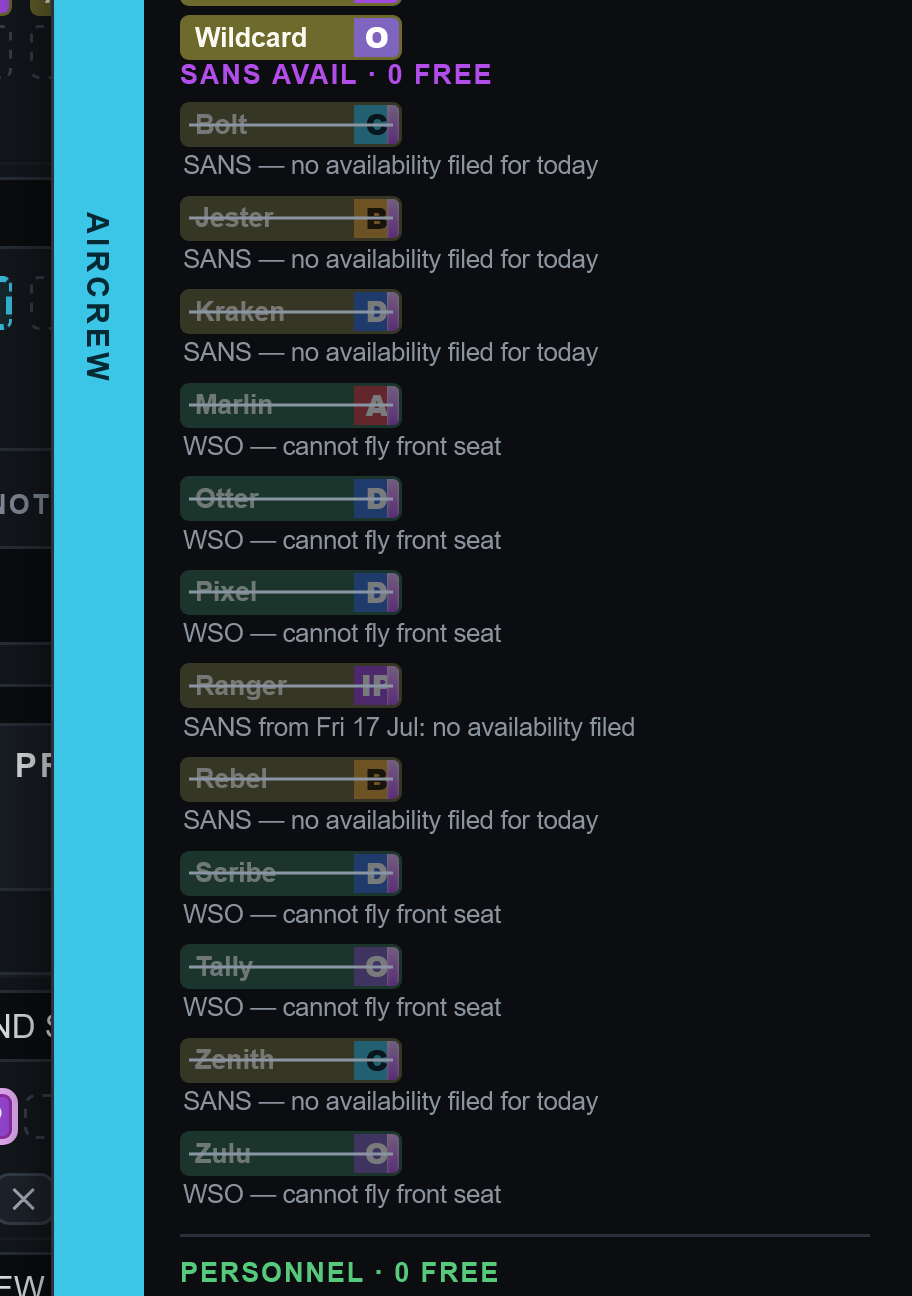 Wildcard O
SANS AVAIL · 0 FREE
Bolt C
SANS — no availability filed for today
Jester B
SANS — no availability filed for today
Kraken D
SANS — no availability filed for today
Marlin A
WSO — cannot fly front seat
Otter D
WSO — cannot fly front seat
Pixel D
WSO — cannot fly front seat
Ranger IP
SANS from Fri 17 Jul: no availability filed
Rebel B
SANS — no availability filed for today
Scribe D
WSO — cannot fly front seat
Tally O
WSO — cannot fly front seat
Zenith C
SANS — no availability filed for today
Zulu O
WSO — cannot fly front seat
PERSONNEL · 0 FREE
AIRCREW
NOT
PR
ND S
EW